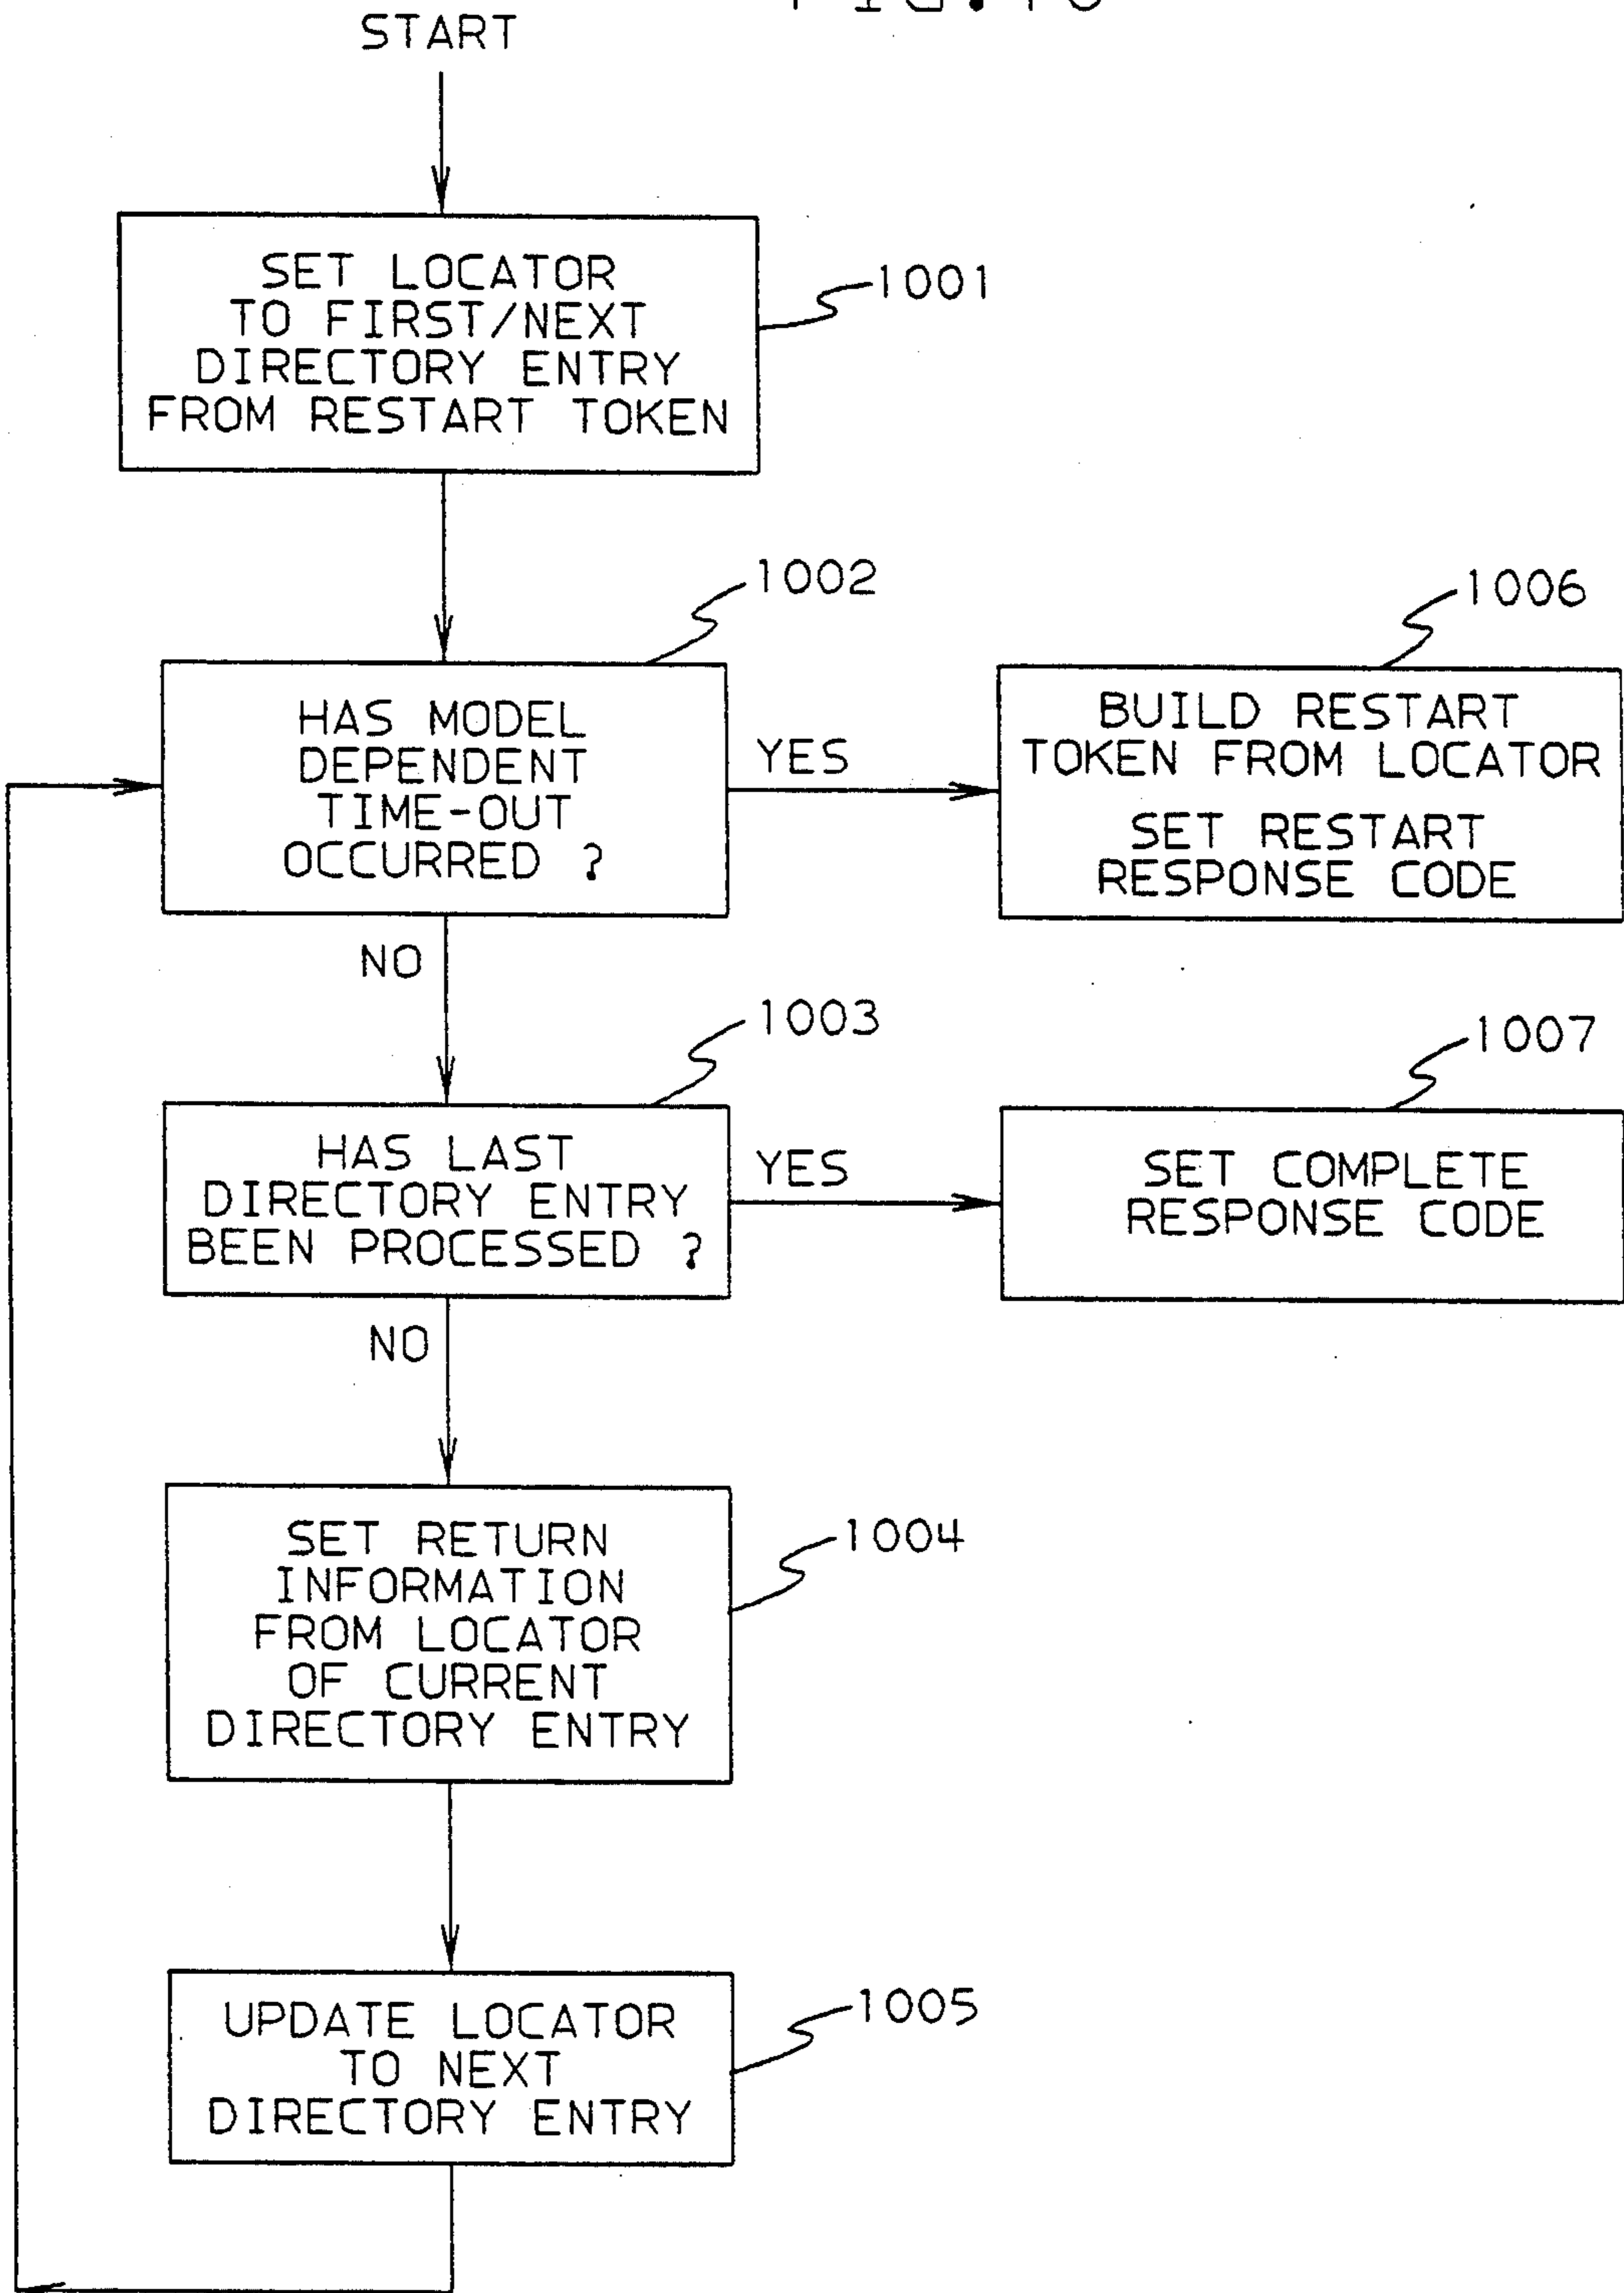 START
SET LOCATOR
TO FIRST/NEXT
DIRECTORY ENTRY
FROM RESTART TOKEN
1001
HAS MODEL
DEPENDENT
TIME-OUT
OCCURRED ?
1002
YES
BUILD RESTART
TOKEN FROM LOCATOR
SET RESTART
RESPONSE CODE
1006
NO
HAS LAST
DIRECTORY ENTRY
BEEN PROCESSED ?
1003
YES
SET COMPLETE
RESPONSE CODE
1007
NO
SET RETURN
INFORMATION
FROM LOCATOR
OF CURRENT
DIRECTORY ENTRY
1004
UPDATE LOCATOR
TO NEXT
DIRECTORY ENTRY
1005